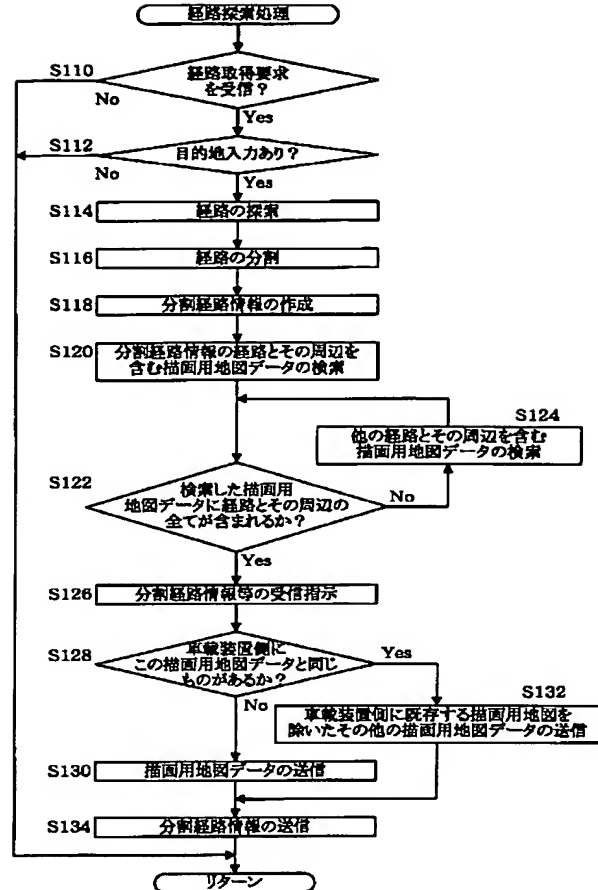 経路探索処理
S110
経路取得要求
を受信？
No
Yes
S112
目的地入力あり？
No
Yes
S114
経路の探索
S116
経路の分割
S118
分割経路情報の作成
S120
分割経路情報の経路とその周辺を
含む描画用地図データの検索
S124
他の経路とその周辺を含む
描画用地図データの検索
S122
検索した描画用
地図データに経路とその周辺の
全てが含まれるか？
No
Yes
S126
分割経路情報等の受信指示
S128
車載装置側に
この描画用地図データと同じ
ものがあるか？
Yes
No
S132
車載装置側に既存する描画用地図を
除いたその他の描画用地図データの送信
S130
描画用地図データの送信
S134
分割経路情報の送信
リターン